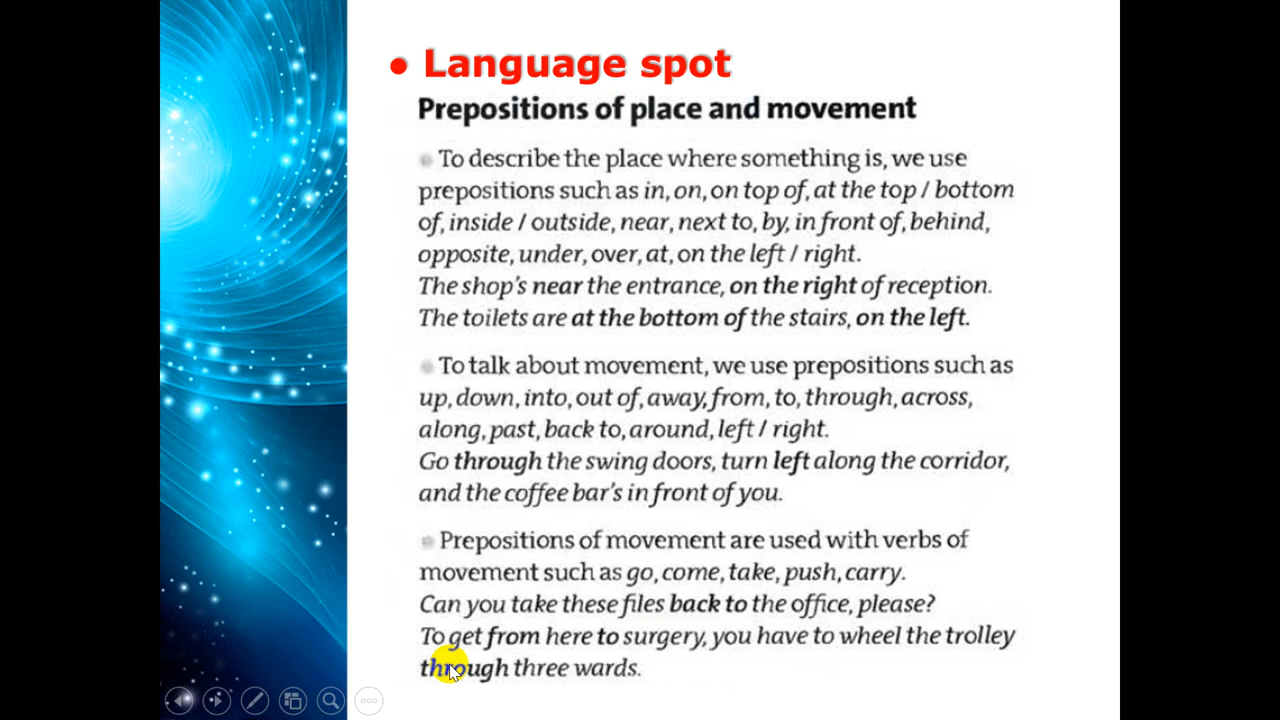 • Language spot
Prepositions of place and movement
To describe the place where something is, we use
prepositions such as in, on, on top of, at the top / bottom
of, inside / outside, near, next to, by, in front of, behind,
opposite, under, over, at, on the left / right.
The shop's near the entrance, on the right of reception.
The toilets are at the bottom of the stairs, on the left.
To talk about movement, we use prepositions such as
up, down, into, out of, away, from, to, through, across,
along, past, back to, around, left / right.
Go through the swing doors, turn left along the corridor,
and the coffee bar's in front of you.
Prepositions of movement are used with verbs of
movement such as go, come, take, push, carry.
Can you take these files back to the office, please?
To get from here to surgery, you have to wheel the trolley
through three wards.